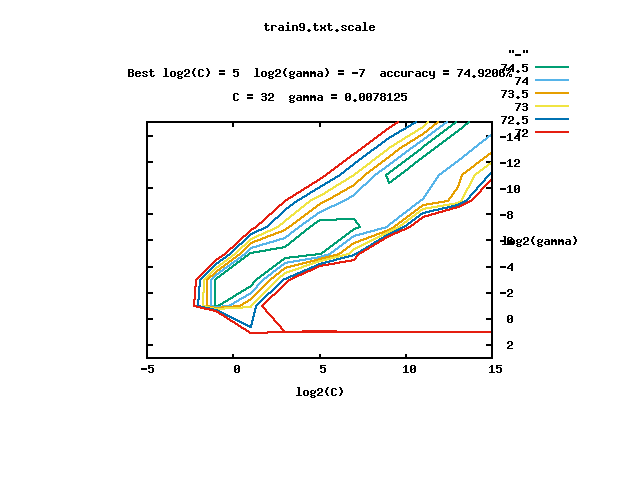 train9.txt.scale
"-"
Best log2(C) = 5  log2(gamma) = -7  accuracy = 74.9206%
74.5
74
C = 32  gamma = 0.0078125
73.5
73
72.5
72
-14
-12
-10
-8
-6
log2(gamma)
-4
-2
0
2
-5 0 5 10 15
log2(C)